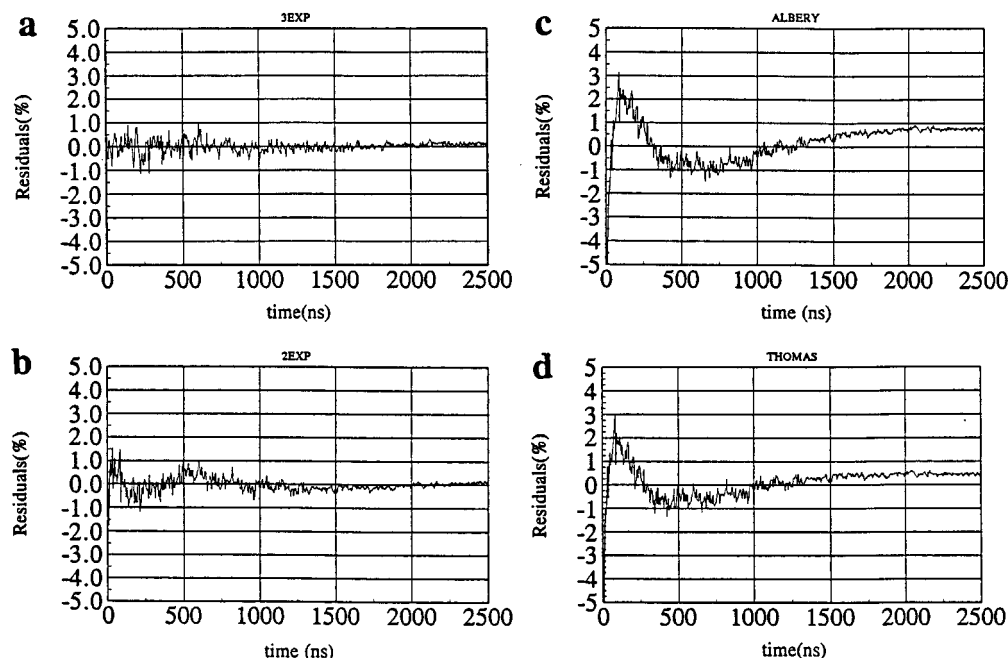 a
3EXP
5.0
4.0
3.0
2.0
1.0
0.0
-1.0
-2.0
-3.0
-4.0
-5.0
Residuals(%)
0 500 1000 1500 2000 2500
time(ns)
c
ALBERY
5
4
3
2
1
0
-1
-2
-3
-4
-5
Residuals(%)
0 500 1000 1500 2000 2500
time (ns)
b
2EXP
5.0
4.0
3.0
2.0
1.0
0.0
-1.0
-2.0
-3.0
-4.0
-5.0
Residuals(%)
0 500 1000 1500 2000 2500
time (ns)
d
THOMAS
5
4
3
2
1
0
-1
-2
-3
-4
-5
Residuals(%)
0 500 1000 1500 2000 2500
time(ns)